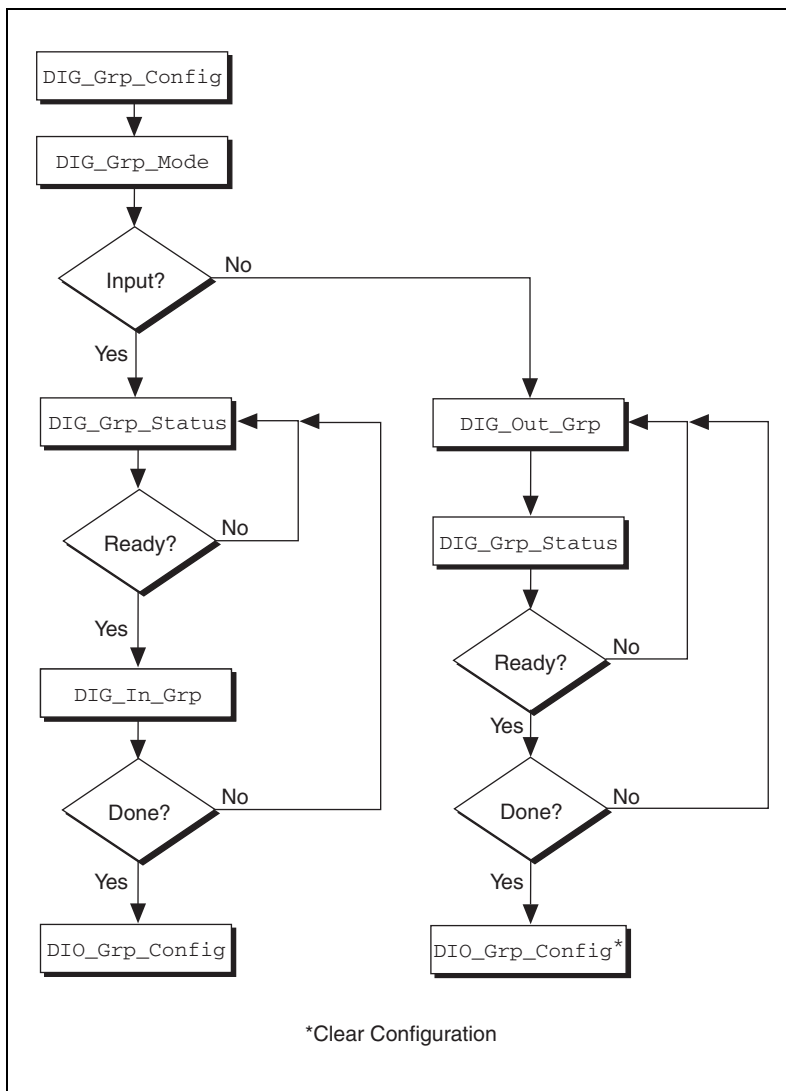 DIG_Grp_Config
DIG_Grp_Mode
Input?
No
Yes
DIG_Grp_Status
Ready?
No
Yes
DIG_In_Grp
Done?
No
Yes
DIO_Grp_Config
DIG_Out_Grp
DIG_Grp_Status
Ready?
No
Yes
Done?
No
Yes
DIO_Grp_Config*
*Clear Configuration